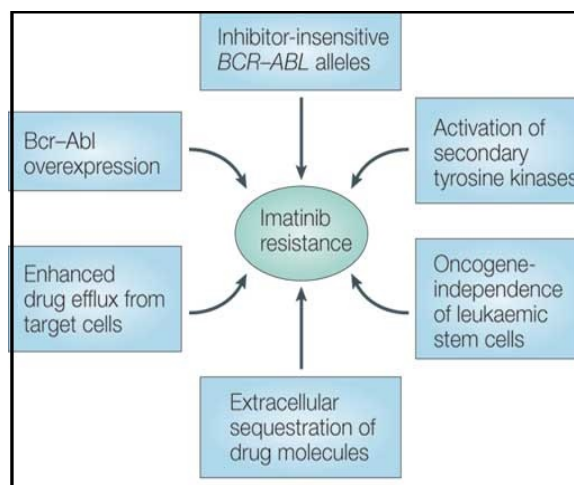 Inhibitor-insensitive
BCR–ABL alleles
Bcr–Abl
overexpression
Activation of
secondary
tyrosine kinases
Imatinib
resistance
Enhanced
drug efflux from
target cells
Oncogene-
independence
of leukaemic
stem cells
Extracellular
sequestration of
drug molecules